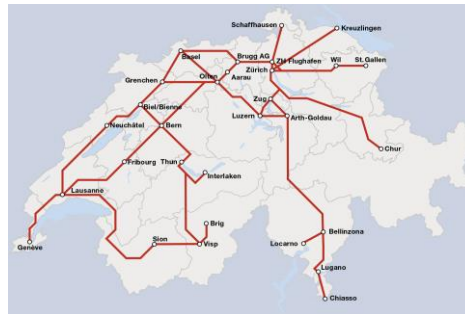 Schaffhausen
Kreuzlingen
Basel
Brugg AG
ZH Flughafen
Zürich
Wil
St. Gallen
Grenchen
Olten
Aarau
Biel/Bienne
Zug
Neuchâtel
Bern
Luzern
Arth-Goldau
Fribourg
Thun
Chur
Interlaken
Lausanne
Brig
Sion
Visp
Bellinzona
Locarno
Genève
Lugano
Chiasso